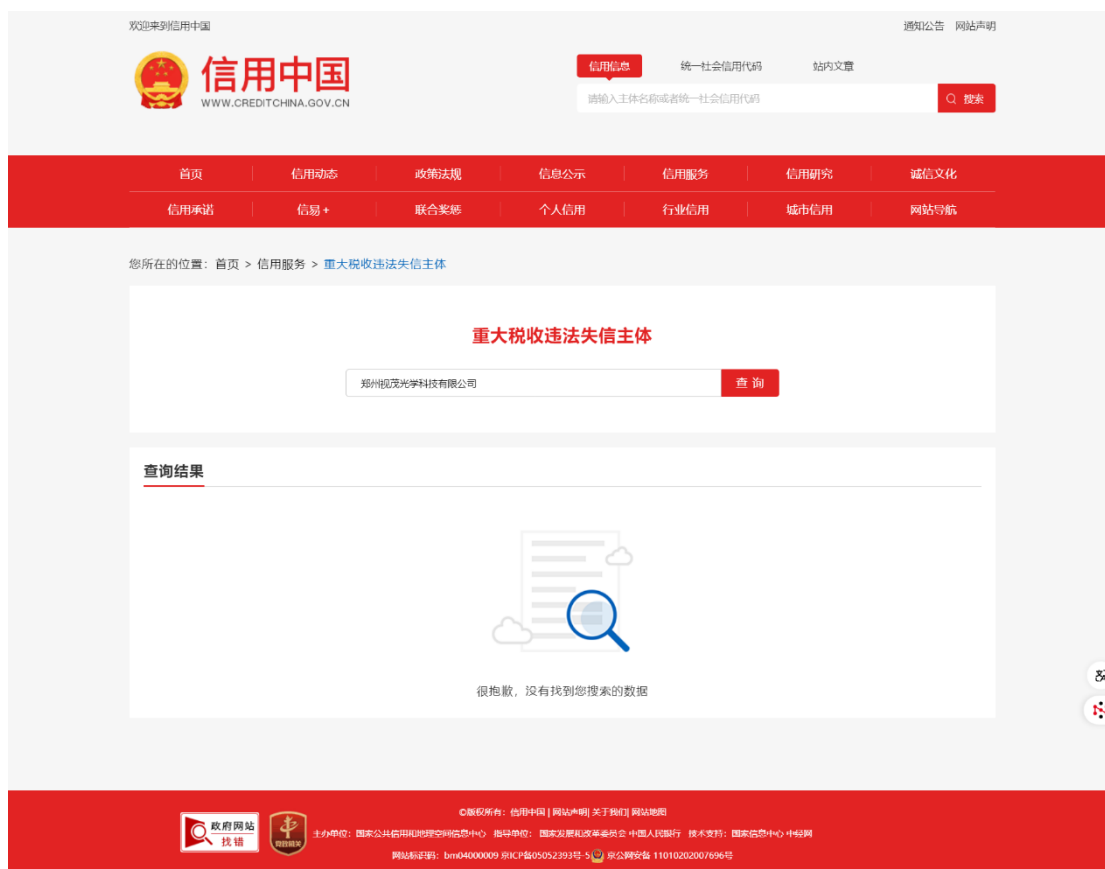 欢迎来到信用中国
通知公告 网站声明
信用中国
WWW.CREDITCHINA.GOV.CN
信用信息 统一社会信用代码 站内文章
请输入主体名称或者统一社会信用代码 搜索
首页 信用动态 政策法规 信息公示 信用服务 信用研究 诚信文化
信用承诺 信易+ 联合奖惩 个人信用 行业信用 城市信用 网站导航
您所在的位置：首页 > 信用服务 > 重大税收违法失信主体
重大税收违法失信主体
郑州视茂光学科技有限公司 查询
查询结果
很抱歉，没有找到您搜索的数据
©版权所有：信用中国 | 网站声明| 关于我们| 网站地图
政府网站
找错
党政机关
主办单位：国家公共信用和地理空间信息中心 指导单位：国家发展和改革委员会 中国人民银行 技术支持：国家信息中心 中经网
网站标识码：bm04000009 京ICP备05052393号-5 京公网安备 11010202007696号